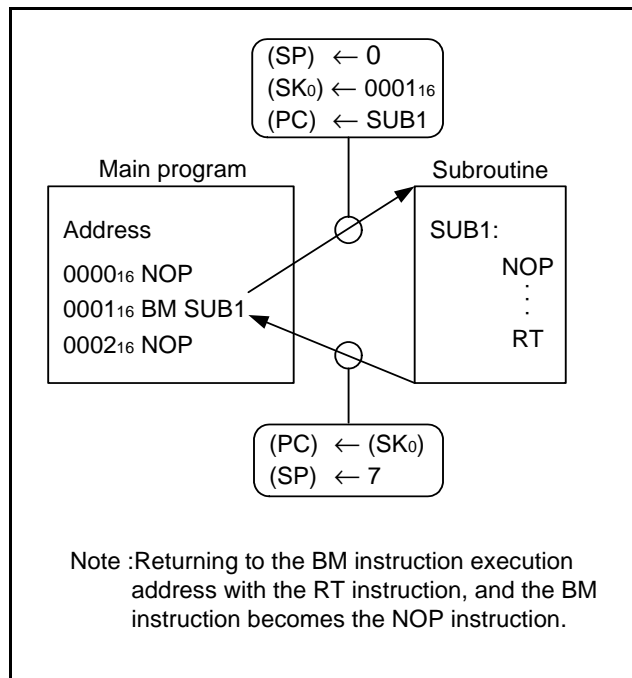 (SP) ← 0
(SK0) ← 000116
(PC) ← SUB1
Main program
Subroutine
Address
000016 NOP
000116 BM SUB1
000216 NOP
SUB1:
NOP
⋮
RT
(PC) ← (SK0)
(SP) ← 7
Note :Returning to the BM instruction execution
address with the RT instruction, and the BM
instruction becomes the NOP instruction.